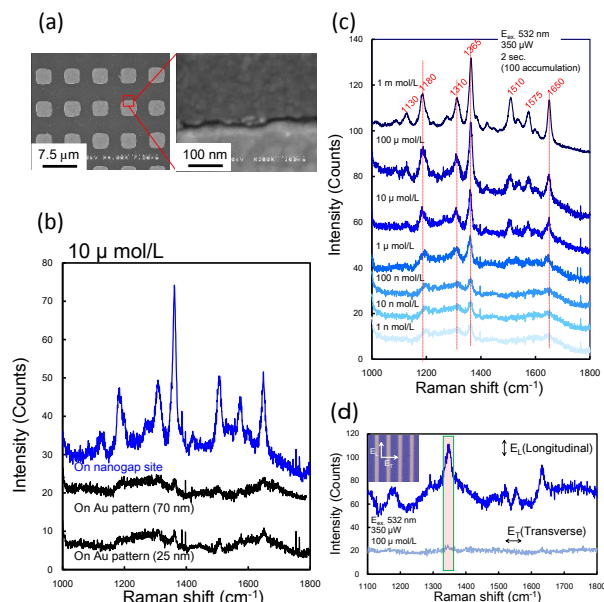 (a)
7.5 μm
100 nm
(b)
10 μ mol/L
Intensity (Counts)
80
70
60
50
40
30
20
10
0
On nanogap site
On Au pattern (70 nm)
On Au pattern (25 nm)
1000 1200 1400 1600 1800
Raman shift (cm-1)
(c)
Intensity (Counts)
140
120
100
80
60
40
20
0
Eex. 532 nm
350 μW
2 sec.
(100 accumulation)
1130
1180
1310
1365
1510
1575
1650
1 m mol/L
100 μ mol/L
10 μ mol/L
1 μ mol/L
100 n mol/L
10 n mol/L
1 n mol/L
1000 1200 1400 1600 1800
Raman shift (cm-1)
(d)
Intensity (Counts)
120
100
80
60
40
20
0
EL
ET
EL(Longitudinal)
ET(Transverse)
Eex. 532 nm
350 μW
100 μ mol/L
1100 1200 1300 1400 1500 1600 1700 1800
Raman shift (cm-1)